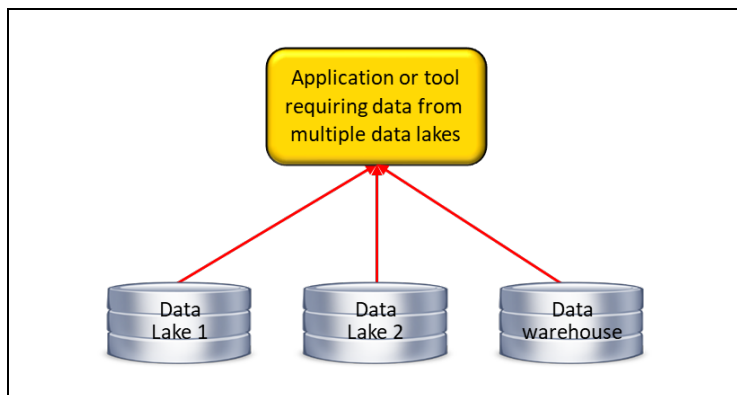 Application or tool
requiring data from
multiple data lakes
Data
Lake 1
Data
Lake 2
Data
warehouse